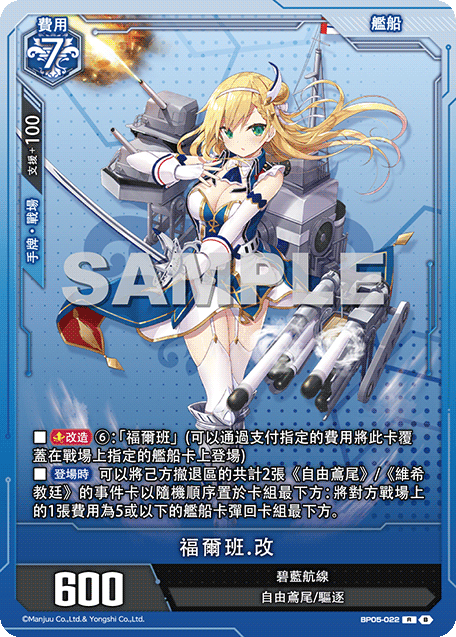 費用
7
艦船
支援+100
手牌・戰場
SAMPLE
■ 改造 ⑥：「福爾班」(可以通過支付指定的費用將此卡覆
蓋在戰場上指定的艦船卡上登場)
■ 登場時 可以將己方撤退區的共計2張《自由鳶尾》/《維希
教廷》的事件卡以隨機順序置於卡組最下方：將對方戰場上
的1張費用為5或以下的艦船卡彈回卡組最下方。
福爾班.改
600
碧藍航線
自由鳶尾/驅逐
©Manjuu Co.,Ltd. & Yongshi Co.,Ltd.
BP05-022 R B